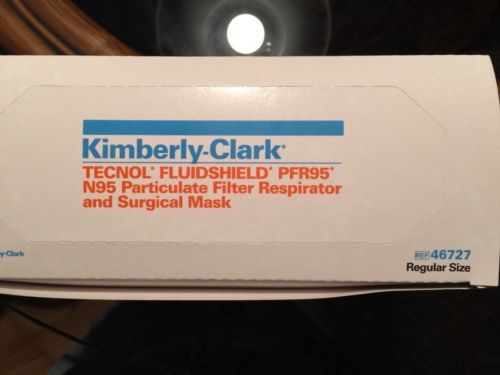 Kimberly-Clark®
TECNOL® FLUIDSHIELD® PFR95®
N95 Particulate Filter Respirator
and Surgical Mask
y-Clark
REF 46727
Regular Size